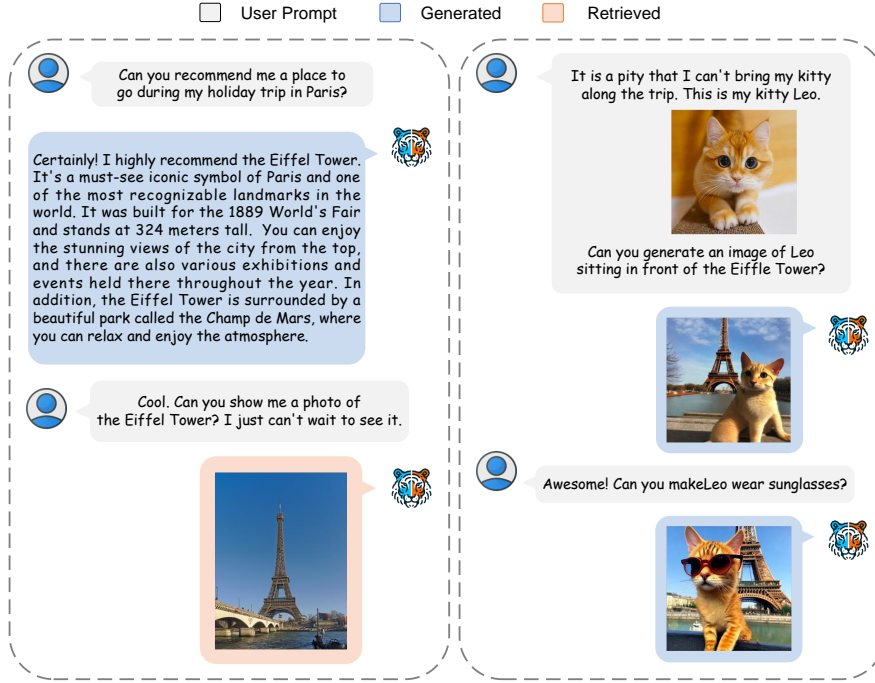 User Prompt
Generated
Retrieved
Can you recommend me a place to
go during my holiday trip in Paris?
Certainly! I highly recommend the Eiffel Tower.
It's a must-see iconic symbol of Paris and one
of the most recognizable landmarks in the
world. It was built for the 1889 World's Fair
and stands at 324 meters tall. You can enjoy
the stunning views of the city from the top,
and there are also various exhibitions and
events held there throughout the year. In
addition, the Eiffel Tower is surrounded by a
beautiful park called the Champ de Mars, where
you can relax and enjoy the atmosphere.
Cool. Can you show me a photo of
the Eiffel Tower? I just can't wait to see it.
It is a pity that I can't bring my kitty
along the trip. This is my kitty Leo.
Can you generate an image of Leo
sitting in front of the Eiffle Tower?
Awesome! Can you makeLeo wear sunglasses?